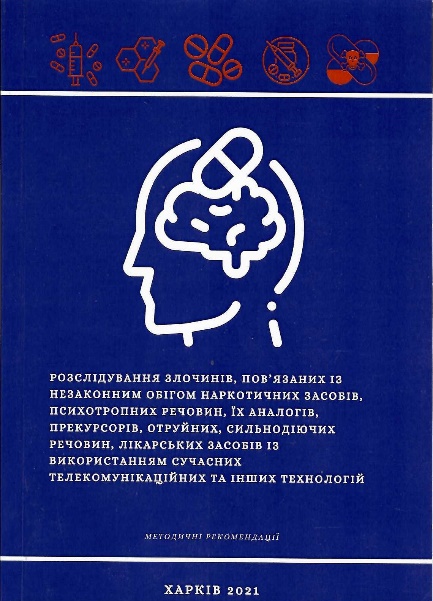 РОЗСЛІДУВАННЯ ЗЛОЧИНІВ, ПОВ'ЯЗАНИХ ІЗ
НЕЗАКОННИМ ОБІГОМ НАРКОТИЧНИХ ЗАСОБІВ,
ПСИХОТРОПНИХ РЕЧОВИН, ЇХ АНАЛОГІВ,
ПРЕКУРСОРІВ, ОТРУЙНИХ, СИЛЬНОДІЮЧИХ
РЕЧОВИН, ЛІКАРСЬКИХ ЗАСОБІВ ІЗ
ВИКОРИСТАННЯМ СУЧАСНИХ
ТЕЛЕКОМУНІКАЦІЙНИХ ТА ІНШИХ ТЕХНОЛОГІЙ
МЕТОДИЧНІ РЕКОМЕНДАЦІЇ
ХАРКІВ 2021